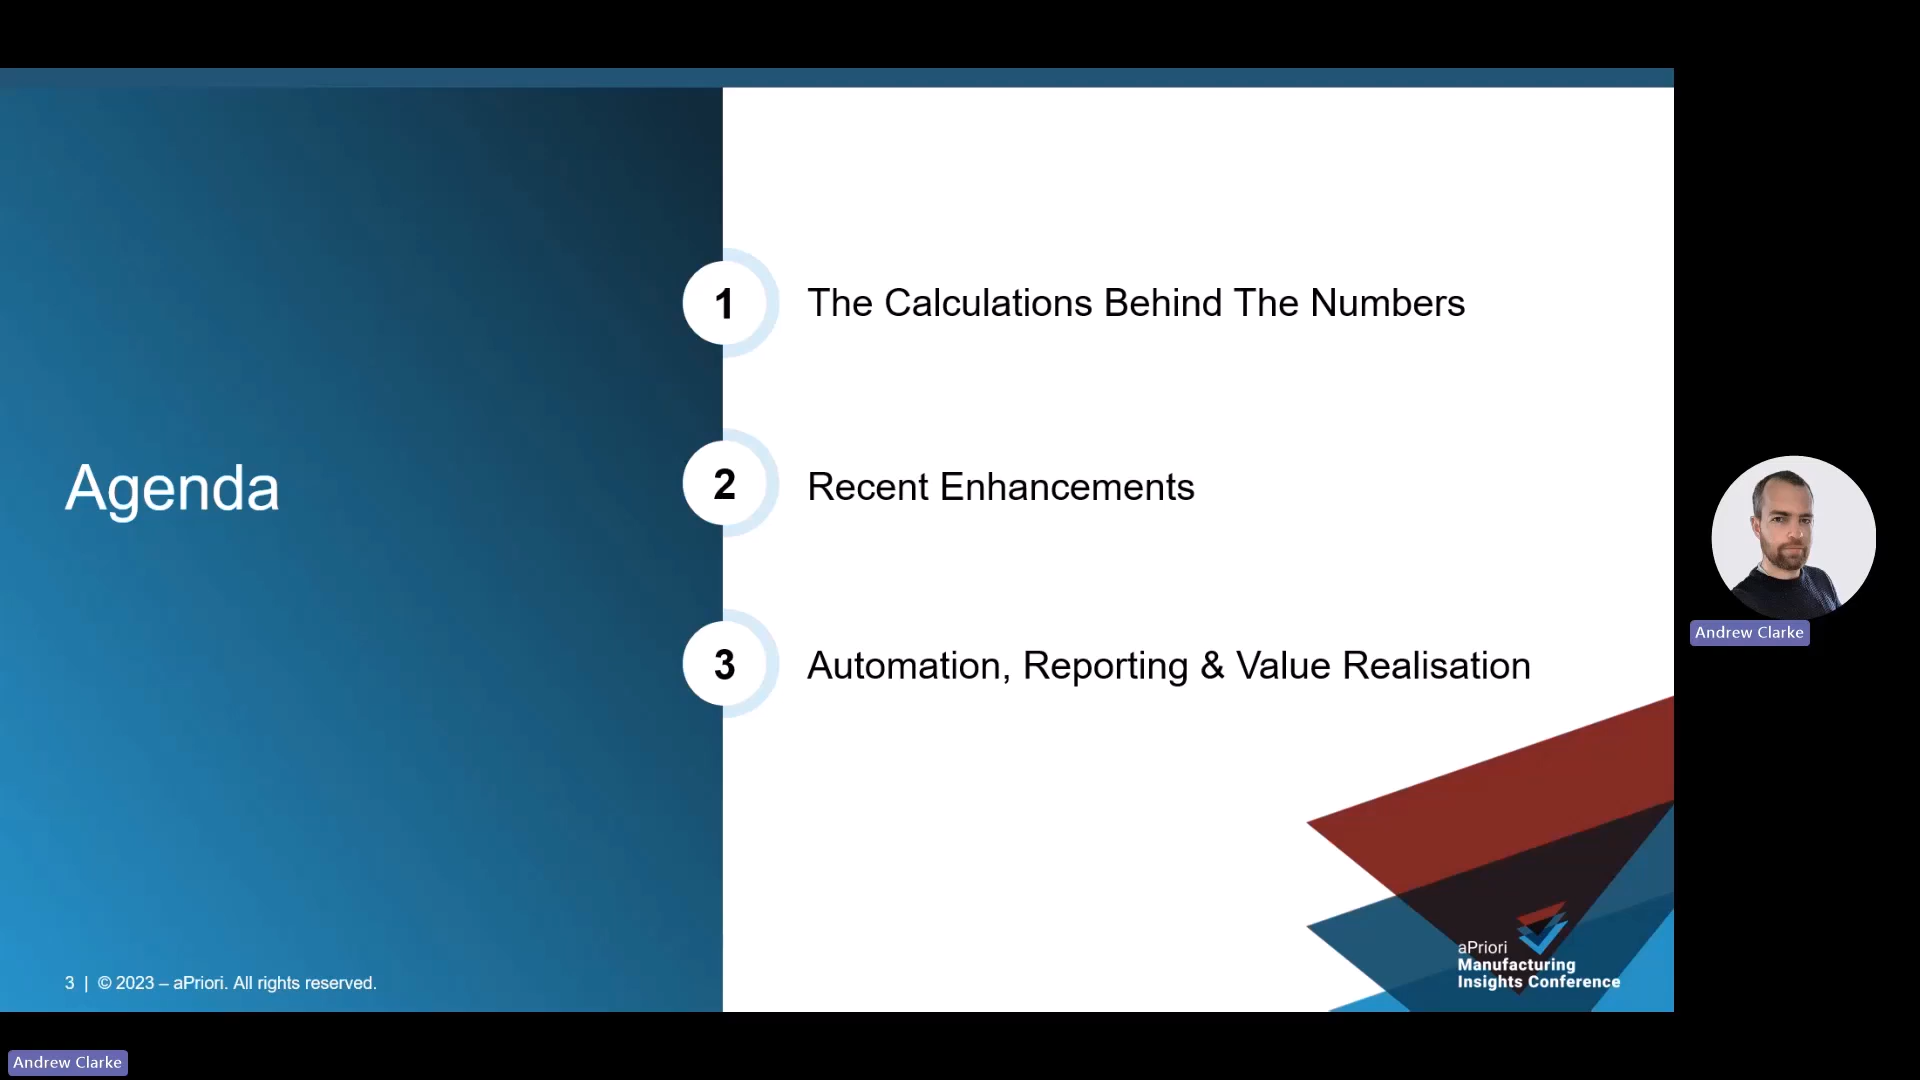 Agenda
1
The Calculations Behind The Numbers
2
Recent Enhancements
3
Automation, Reporting & Value Realisation
3 | © 2023 – aPriori. All rights reserved.
aPriori
Manufacturing
Insights Conference
Andrew Clarke
Andrew Clarke